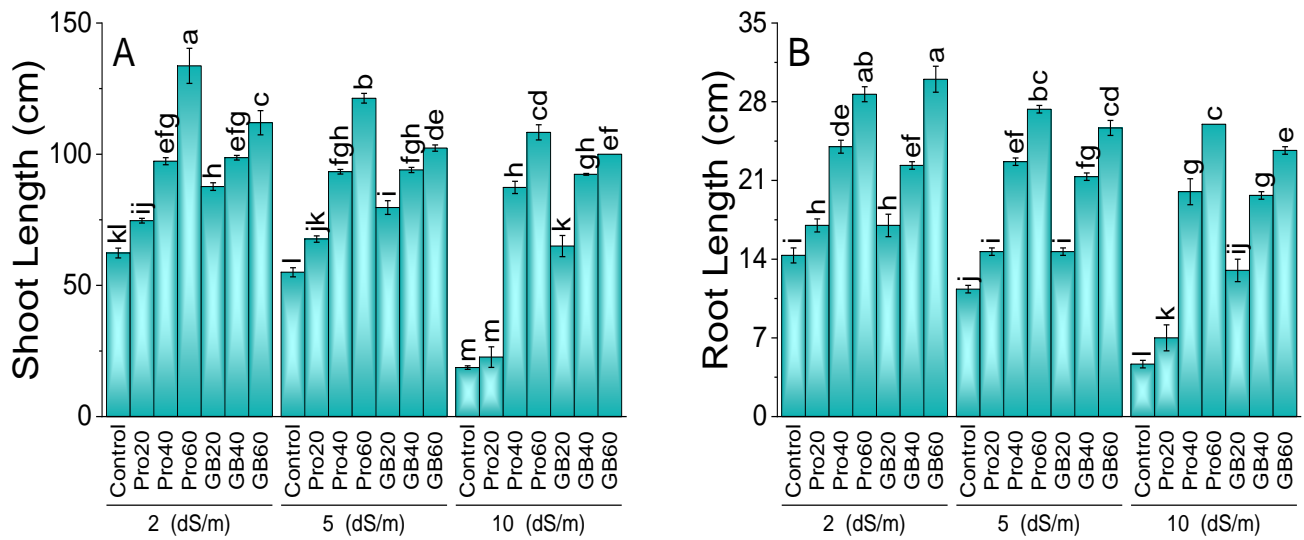 A
Shoot Length (cm)
150
100
50
0
kl
ij
efg
a
h
efg
c
l
jk
fgh
b
i
fgh
de
m
m
h
cd
k
gh
ef
Control
Pro20
Pro40
Pro60
GB20
GB40
GB60
Control
Pro20
Pro40
Pro60
GB20
GB40
GB60
Control
Pro20
Pro40
Pro60
GB20
GB40
GB60
2 (dS/m)
5 (dS/m)
10 (dS/m)
B
Root Length (cm)
35
28
21
14
7
0
i
h
de
ab
h
ef
a
j
i
ef
bc
i
fg
cd
l
k
g
c
ij
g
e
Control
Pro20
Pro40
Pro60
GB20
GB40
GB60
Control
Pro20
Pro40
Pro60
GB20
GB40
GB60
Control
Pro20
Pro40
Pro60
GB20
GB40
GB60
2 (dS/m)
5 (dS/m)
10 (dS/m)